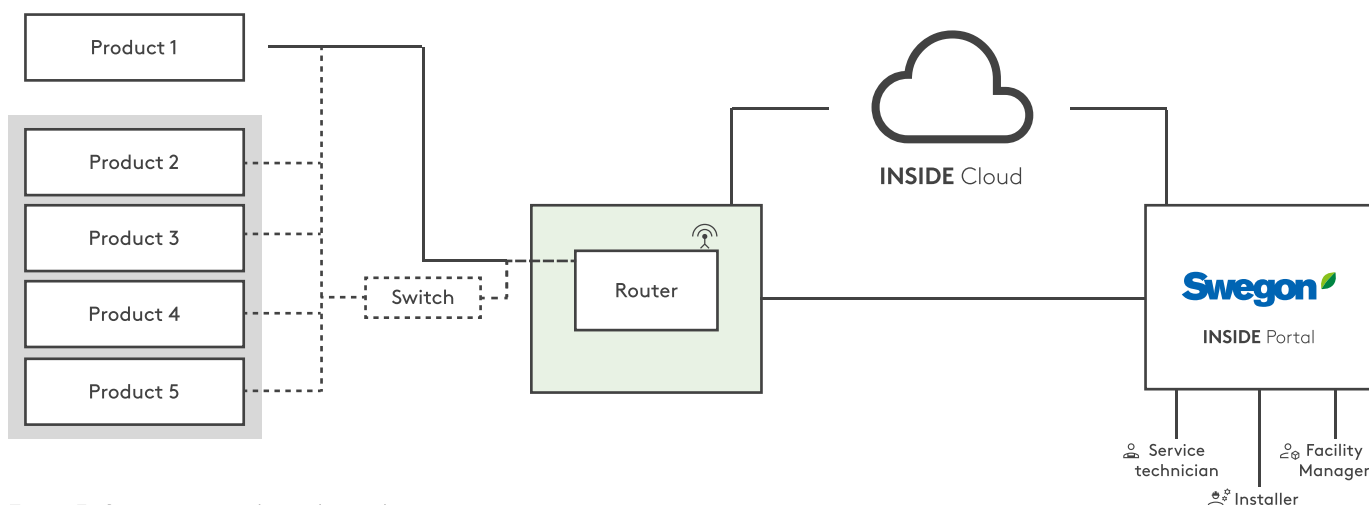 Product 1
Product 2
Product 3
Product 4
Product 5
Switch
Router
INSIDE Cloud
Swegon
INSIDE Portal
Service
technician
Installer
Facility
Manager